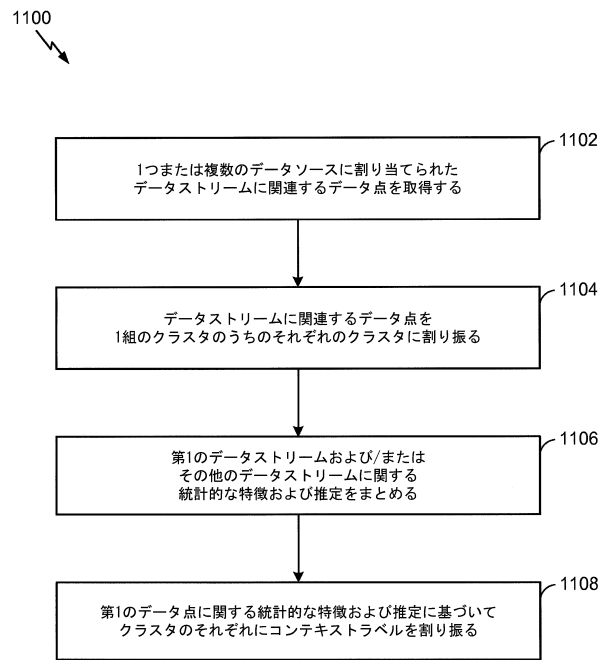 1100
1102
1つまたは複数のデータソースに割り当てられた
データストリームに関連するデータ点を取得する
1104
データストリームに関連するデータ点を
1組のクラスタのうちのそれぞれのクラスタに割り振る
1106
第1のデータストリームおよび/または
その他のデータストリームに関する
統計的な特徴および推定をまとめる
1108
第1のデータ点に関する統計的な特徴および推定に基づいて
クラスタのそれぞれにコンテキストラベルを割り振る